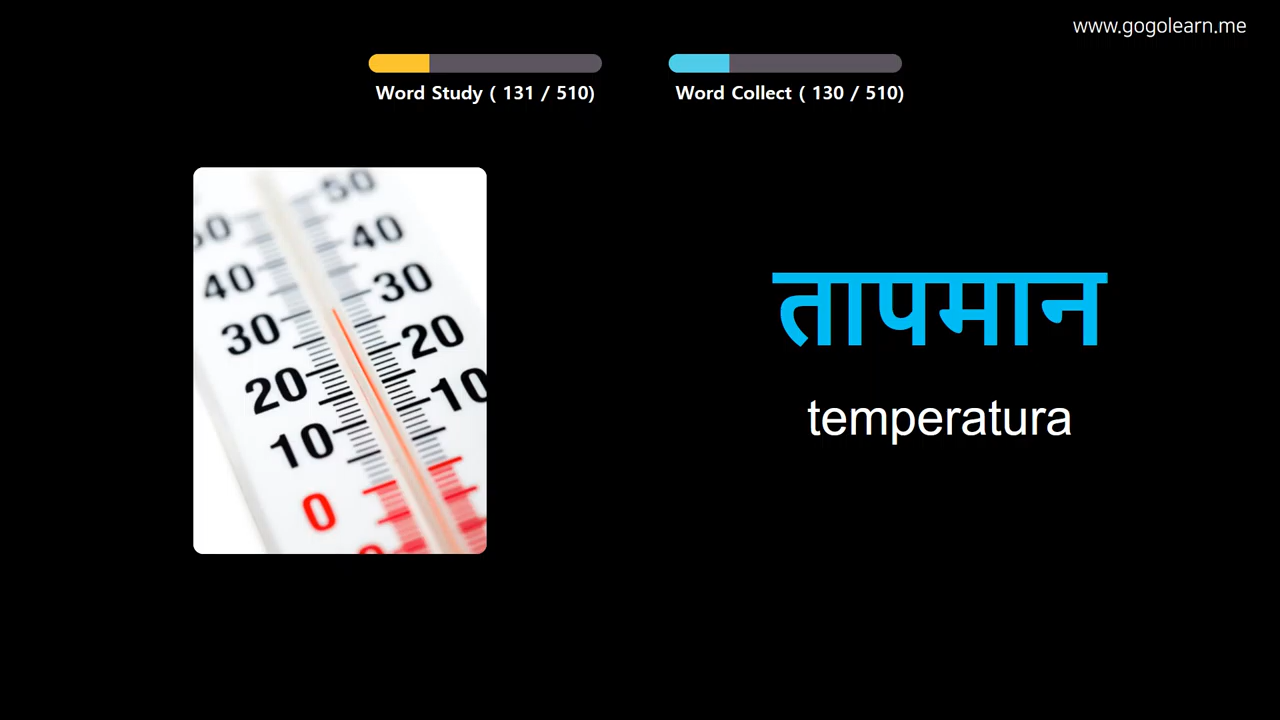 www.gogolearn.me
Word Study ( 131 / 510)
Word Collect ( 130 / 510)
तापमान
temperatura
50
40
30
20
10
40
30
20
10
0